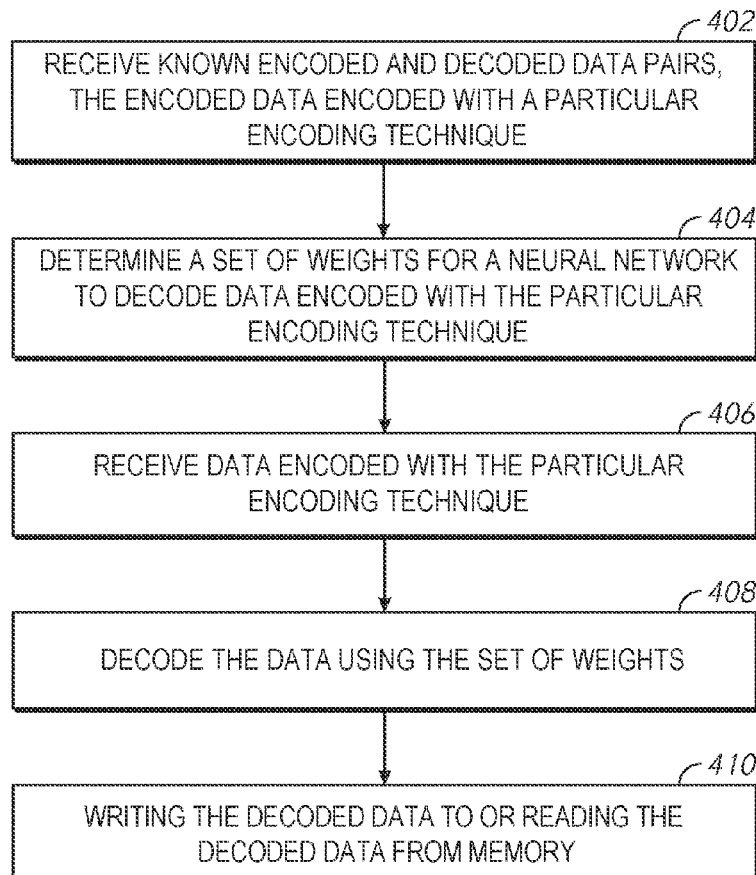 402
RECEIVE KNOWN ENCODED AND DECODED DATA PAIRS,
THE ENCODED DATA ENCODED WITH A PARTICULAR
ENCODING TECHNIQUE
404
DETERMINE A SET OF WEIGHTS FOR A NEURAL NETWORK
TO DECODE DATA ENCODED WITH THE PARTICULAR
ENCODING TECHNIQUE
406
RECEIVE DATA ENCODED WITH THE PARTICULAR
ENCODING TECHNIQUE
408
DECODE THE DATA USING THE SET OF WEIGHTS
410
WRITING THE DECODED DATA TO OR READING THE
DECODED DATA FROM MEMORY